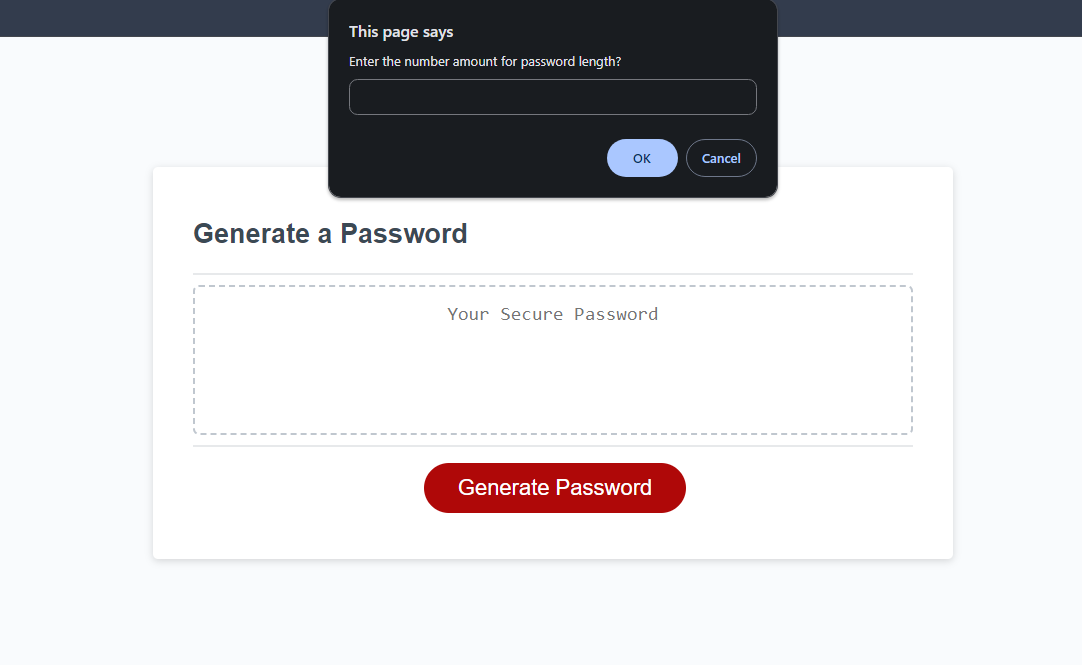 This page says
Enter the number amount for password length?
OK
Cancel
Generate a Password
Your Secure Password
Generate Password